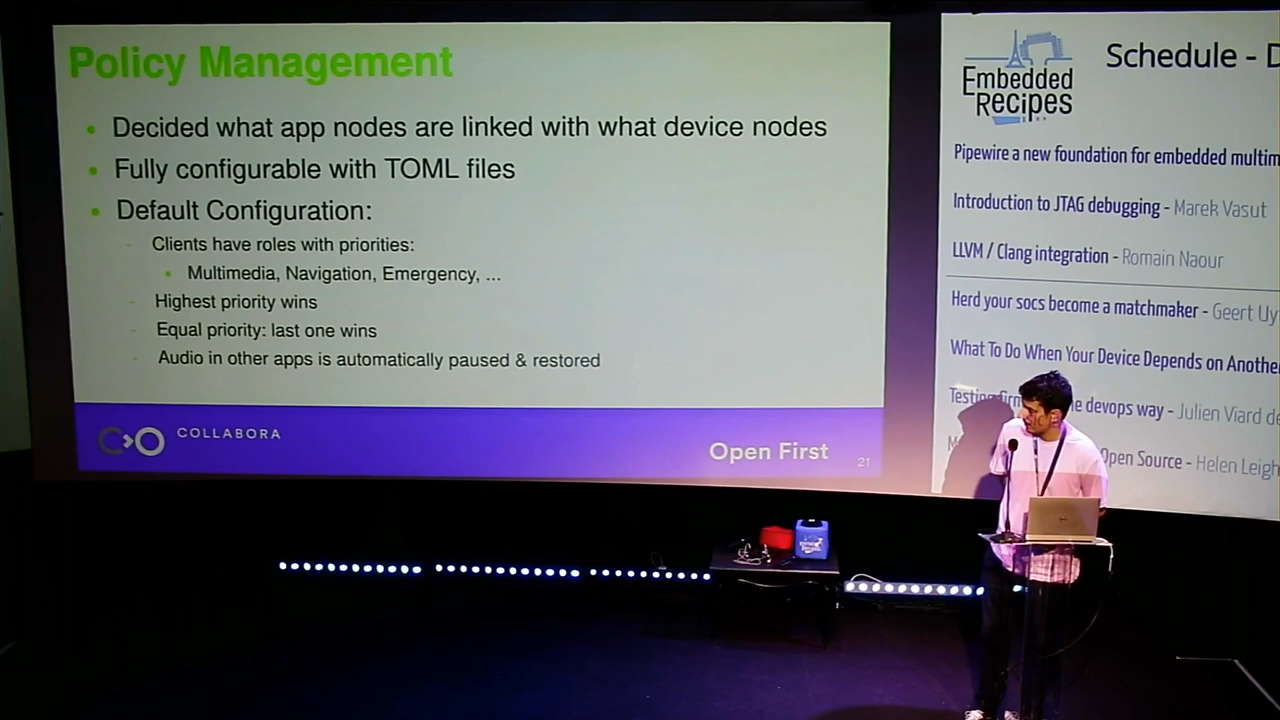 Policy Management
Decided what app nodes are linked with what device nodes
Fully configurable with TOML files
Default Configuration:
Clients have roles with priorities:
Multimedia, Navigation, Emergency, ...
Highest priority wins
Equal priority: last one wins
Audio in other apps is automatically paused & restored
COLLABORA
Open First
21
Embedded
Recipes
Schedule - D
Pipewire a new foundation for embedded multim
Introduction to JTAG debugging - Marek Vasut
LLVM / Clang integration - Romain Naour
Herd your socs become a matchmaker - Geert Uy
What To Do When Your Device Depends on Anothe
devops way - Julien Viard de
Open Source - Helen Leigh